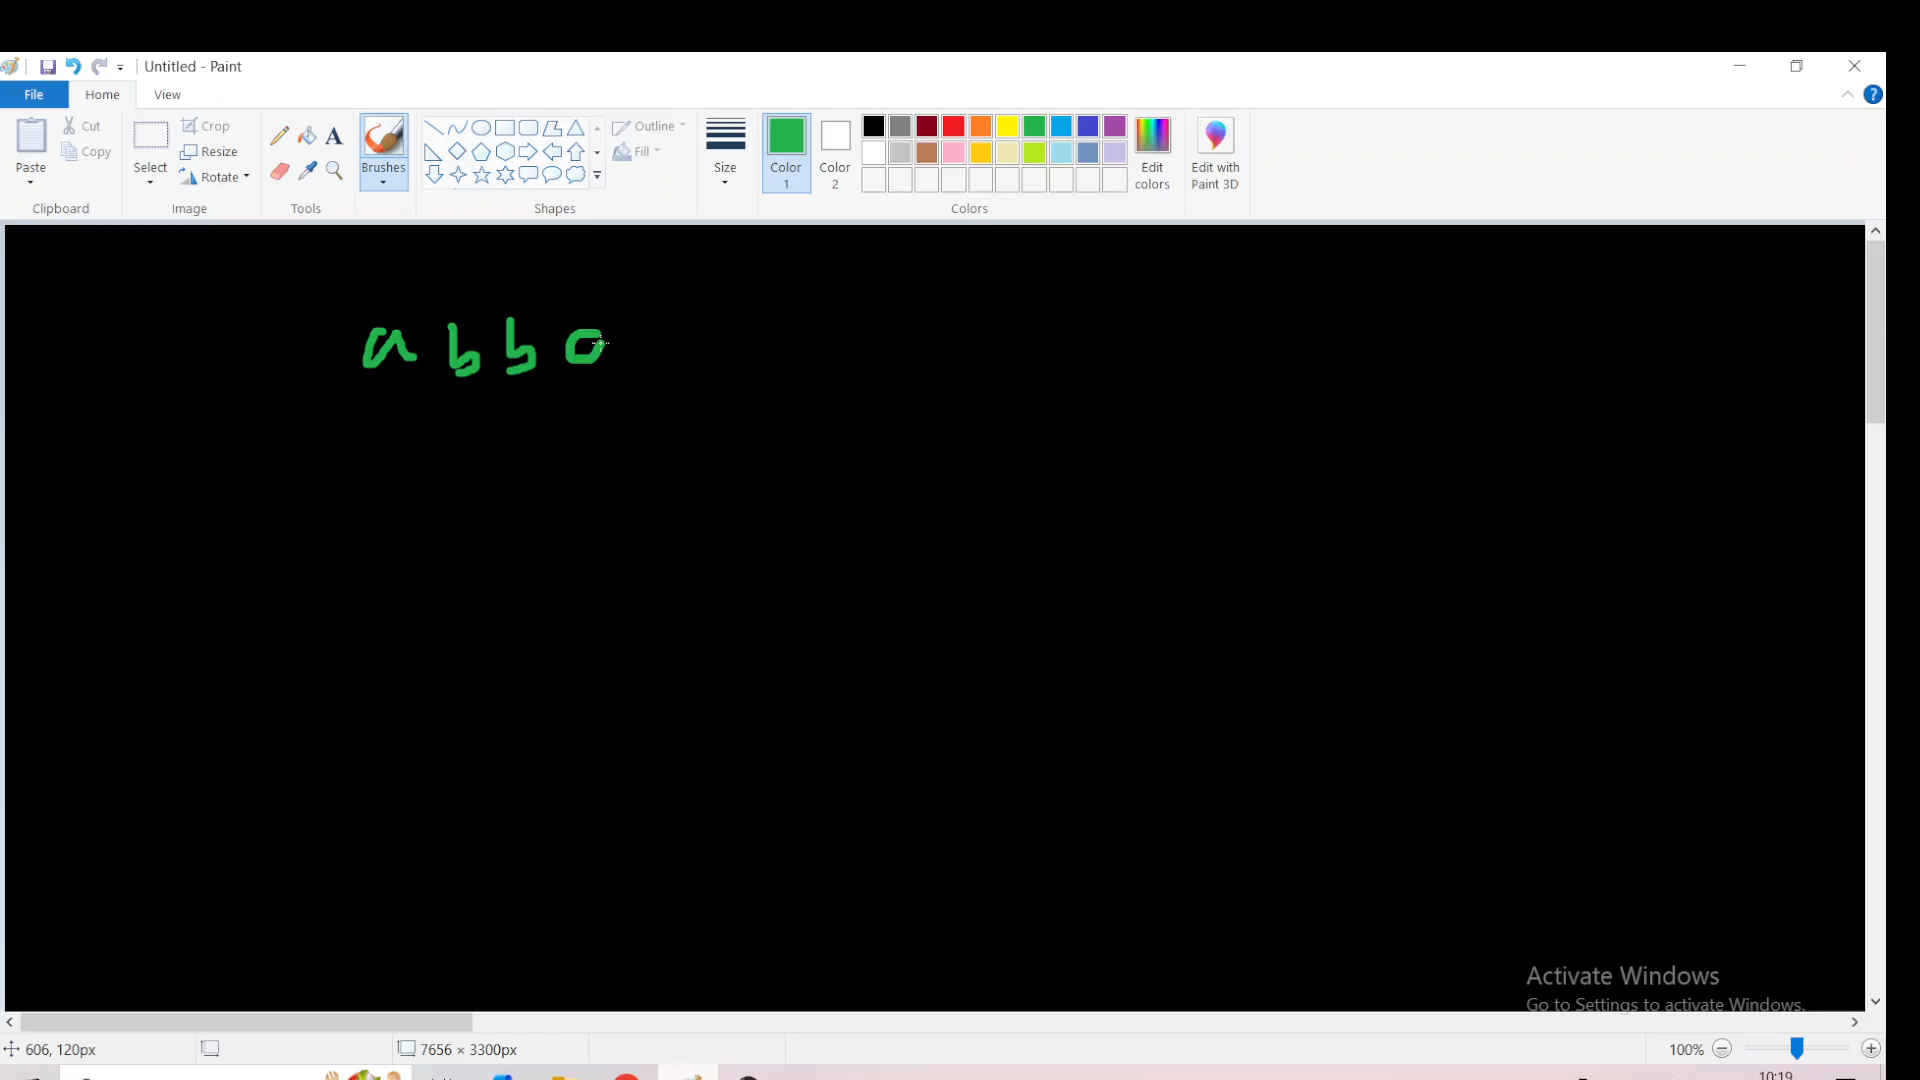 Untitled - Paint
File Home View
Paste Cut Copy Clipboard
Select Crop Resize Rotate Image
Tools
Brushes
Outline Fill Shapes
Size
Color 1 Color 2 Edit colors Colors
Edit with Paint 3D
a b b
Activate Windows
Go to Settings to activate Windows.
606, 120px 7656 × 3300px 100%
10:19